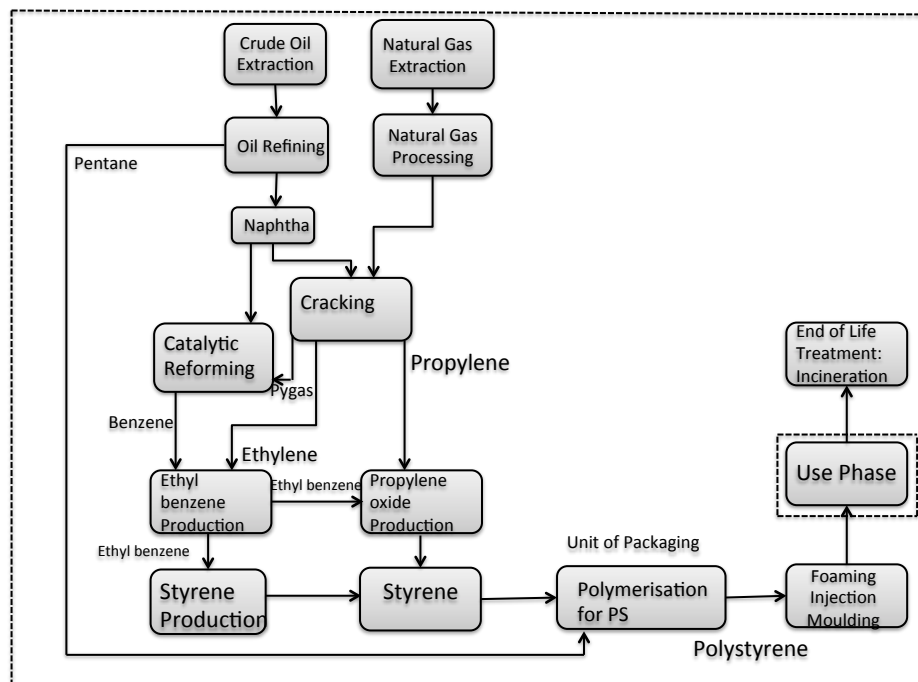 Crude Oil
Extraction
Natural Gas
Extraction
Oil Refining
Natural Gas
Processing
Pentane
Naphtha
Cracking
Catalytic
Reforming
Propylene
Pygas
End of Life
Treatment:
Incineration
Benzene
Ethylene
Use Phase
Ethyl
benzene
Production
Ethyl benzene
Propylene
oxide
Production
Ethyl benzene
Unit of Packaging
Styrene
Production
Styrene
Polymerisation
for PS
Foaming
Injection
Moulding
Polystyrene